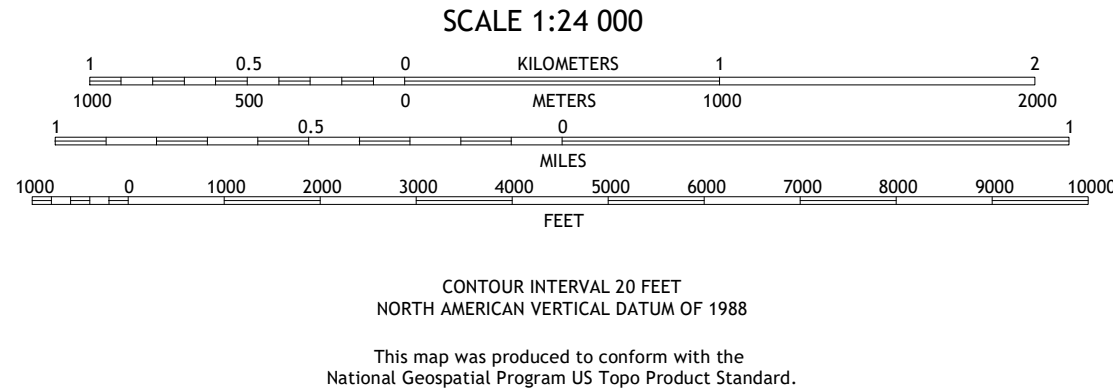 SCALE 1:24 000
1 0.5 0 KILOMETERS 1 2
1000 500 0 METERS 1000 2000
1 0.5 0 1
MILES
1000 0 1000 2000 3000 4000 5000 6000 7000 8000 9000 10000
FEET
CONTOUR INTERVAL 20 FEET
NORTH AMERICAN VERTICAL DATUM OF 1988
This map was produced to conform with the
National Geospatial Program US Topo Product Standard.